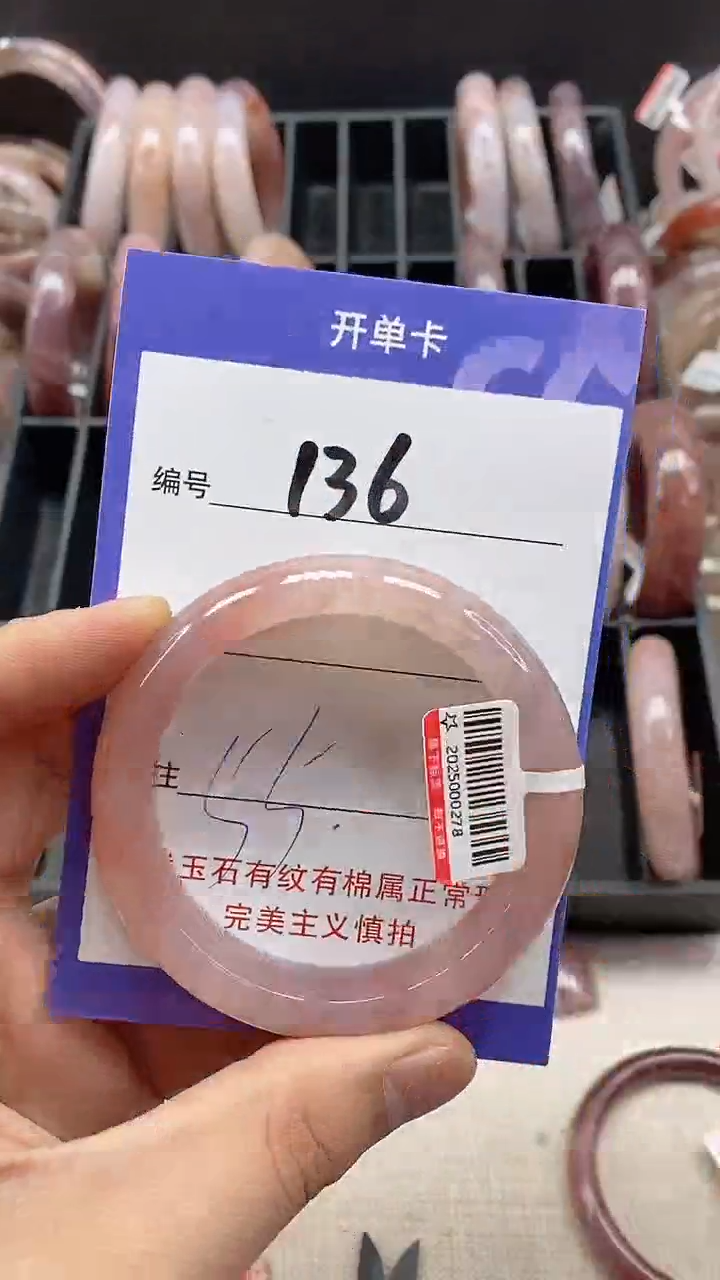 开单卡
编号 136
注 55.
2025000278
玉石有纹有棉属正常
完美主义慎拍